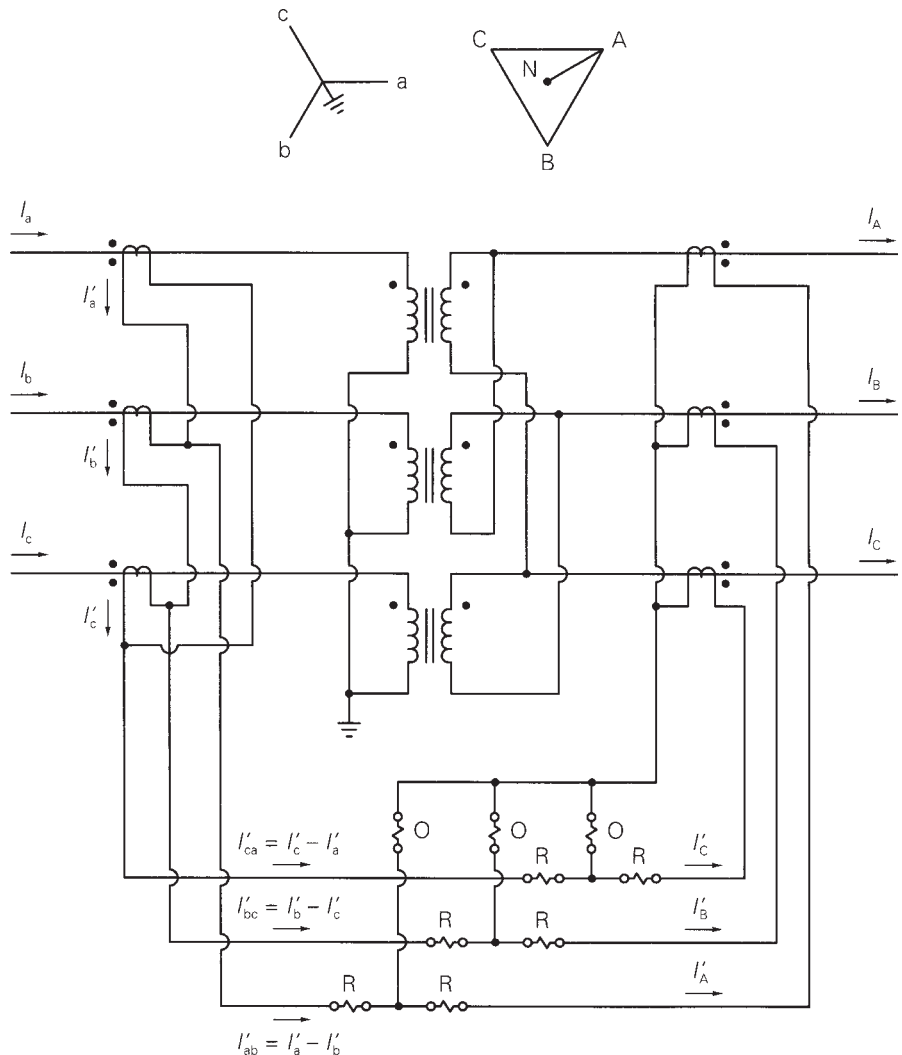 c
a
b
C
A
N
B
I_a
I_A
I'_a
I_b
I_B
I'_b
I_c
I_C
I'_c
O
O
O
I'_ca = I'_c − I'_a
R
R
I'_C
I'_bc = I'_b − I'_c
R
R
I'_B
R
R
I'_A
I'_ab = I'_a − I'_b